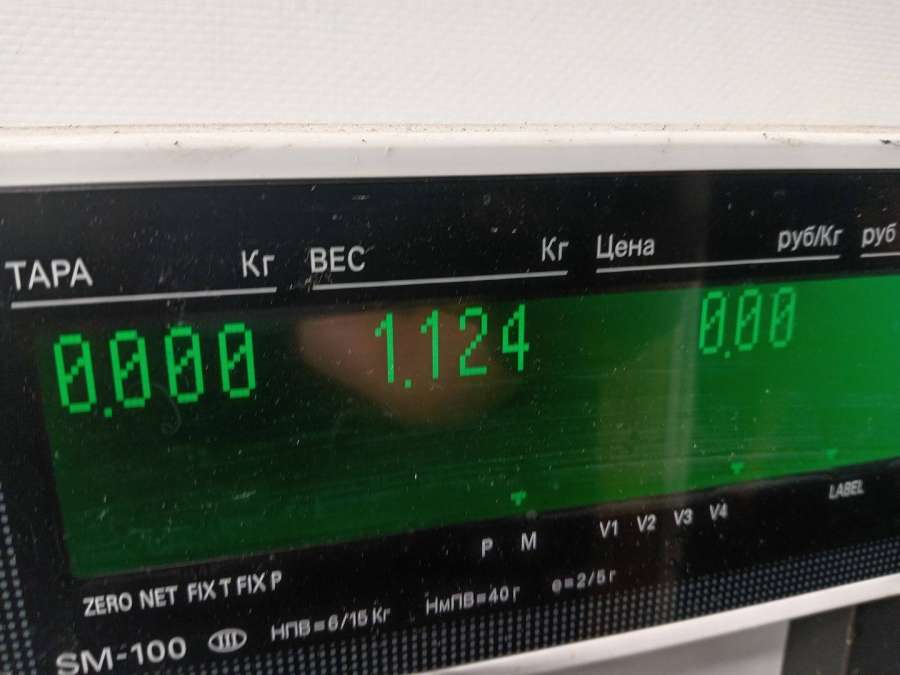 ТАРА Кг ВЕС Кг Цена руб/Кг руб
0.000 1.124 0.00
P M V1 V2 V3 V4 LABEL
ZERO NET FIX T FIX P
SM-100 НПВ=6/15 Кг НмПВ=40 г e=2/5 г